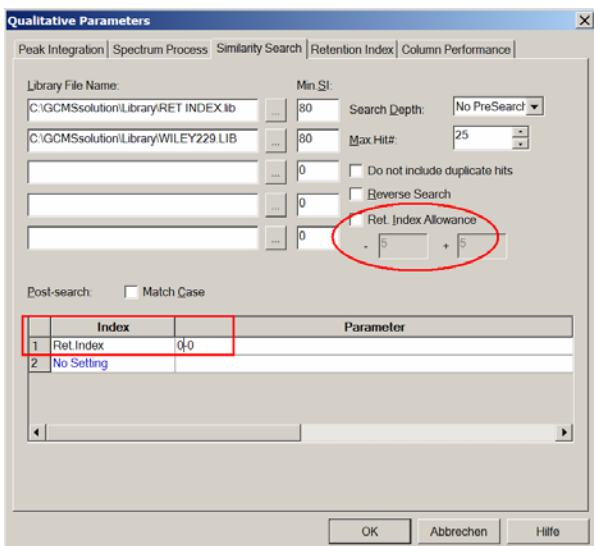 Qualitative Parameters
Peak Integration Spectrum Process Similarity Search Retention Index Column Performance
Library File Name: Min.SI:
C:\GCMSsolution\Library\RET INDEX.lib ... 80 Search Depth: No PreSearch
C:\GCMSsolution\Library\WILEY229.LIB ... 80 Max.Hit#: 25
... 0 Do not include duplicate hits
... 0 Reverse Search
... 0 Ret. Index Allowance
- 5 + 5
Post-search: Match Case
Index Parameter
1 Ret.Index 0-0
2 No Setting
OK Abbrechen Hilfe